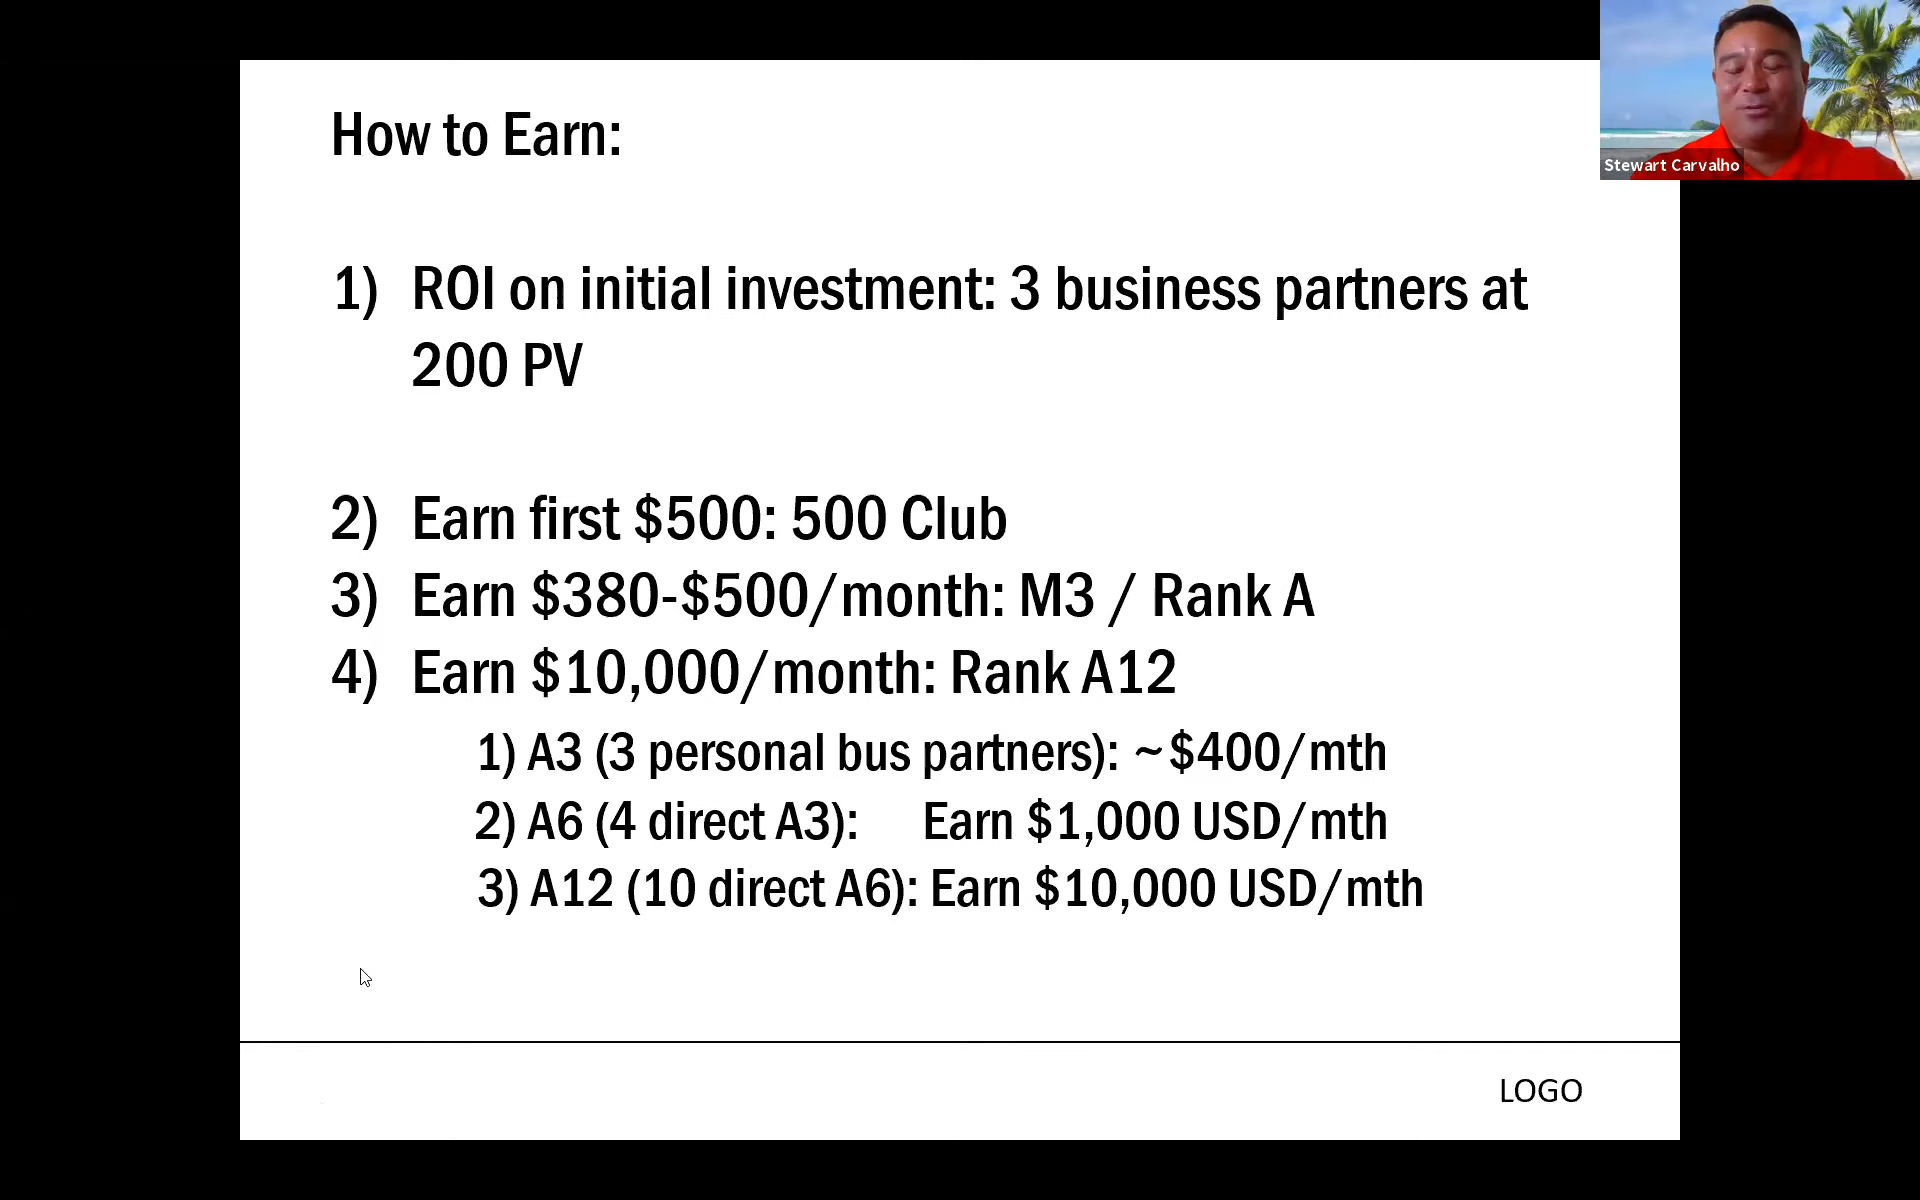 How to Earn:
Stewart Carvalho
1) ROI on initial investment: 3 business partners at
200 PV
2) Earn first $500: 500 Club
3) Earn $380-$500/month: M3 / Rank A
4) Earn $10,000/month: Rank A12
1) A3 (3 personal bus partners): ~$400/mth
2) A6 (4 direct A3): Earn $1,000 USD/mth
3) A12 (10 direct A6): Earn $10,000 USD/mth
LOGO